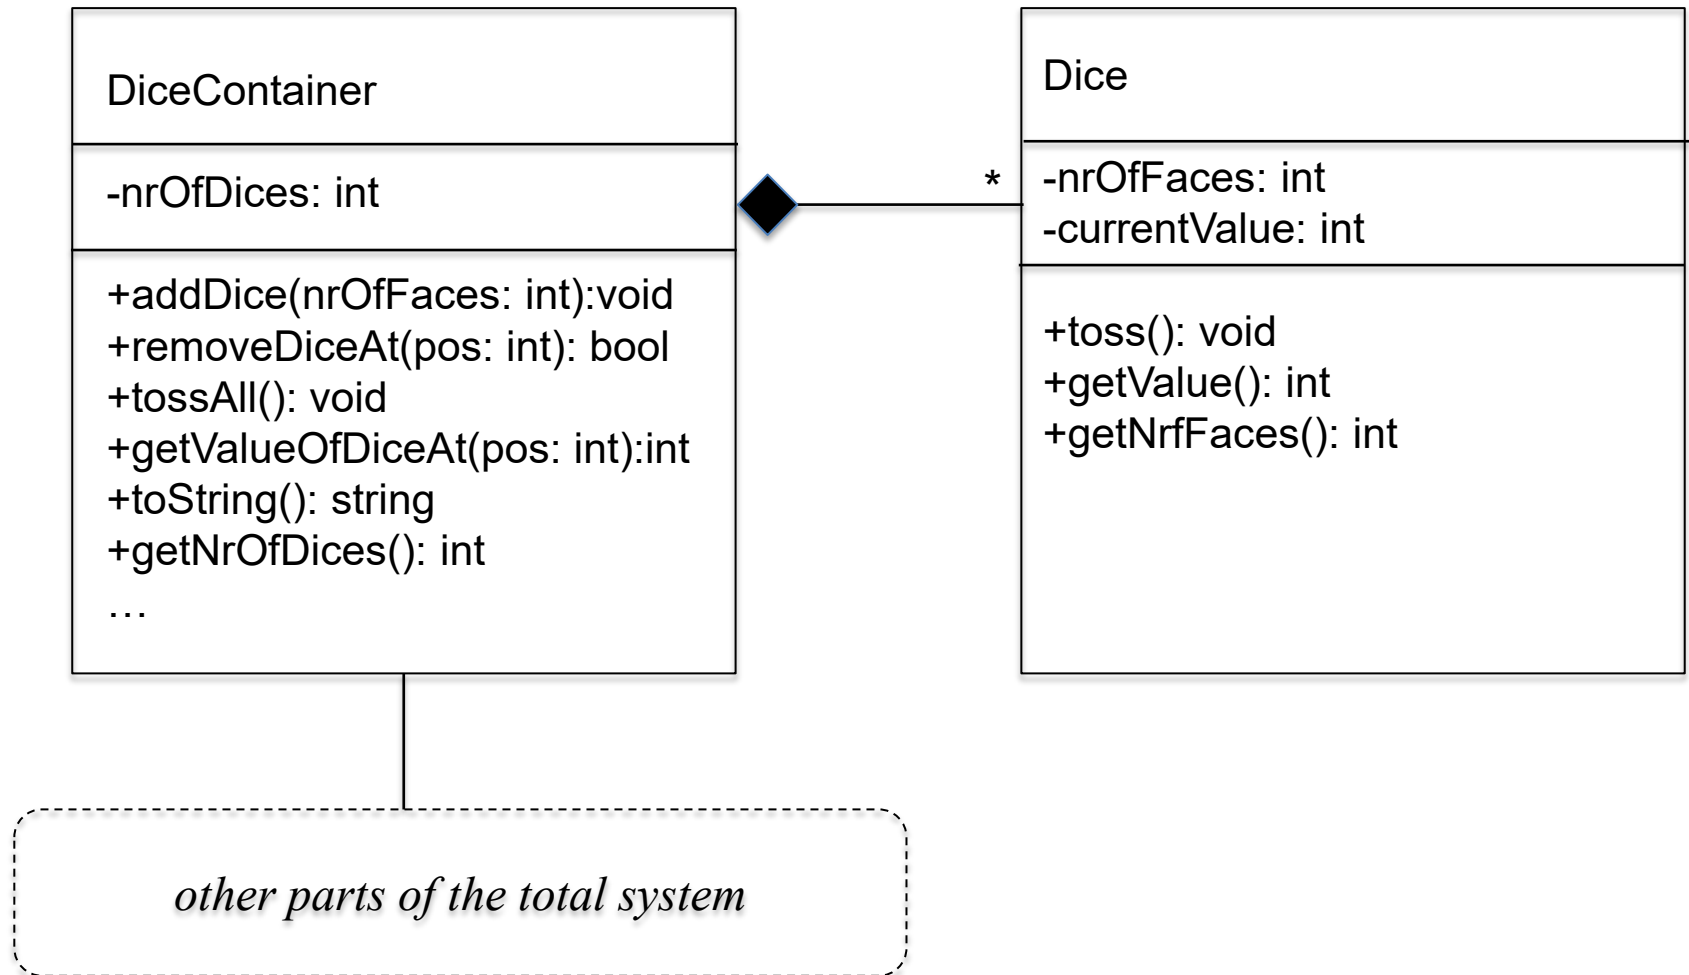 DiceContainer
-nrOfDices: int
+addDice(nrOfFaces: int):void
+removeDiceAt(pos: int): bool
+tossAll(): void
+getValueOfDiceAt(pos: int):int
+toString(): string
+getNrOfDices(): int
…
*
Dice
-nrOfFaces: int
-currentValue: int
+toss(): void
+getValue(): int
+getNrfFaces(): int
other parts of the total system